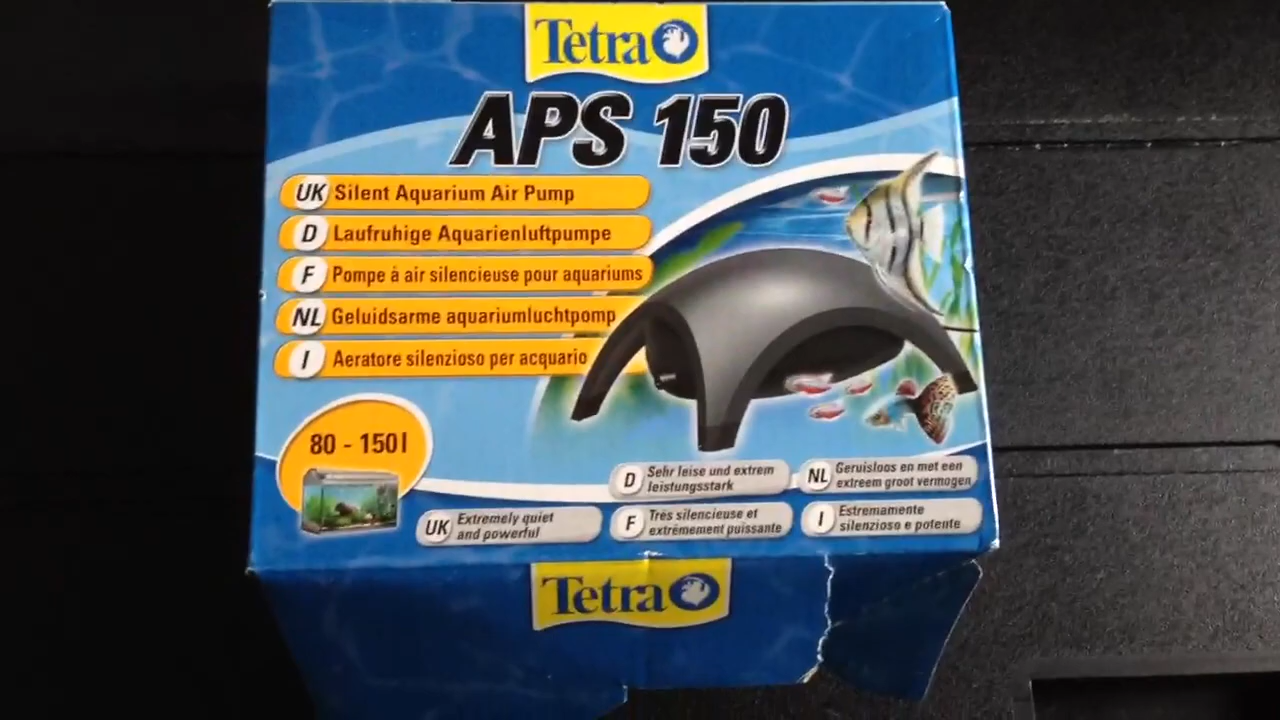 Tetra
APS 150
UK Silent Aquarium Air Pump
D Laufruhige Aquarienluftpumpe
F Pompe à air silencieuse pour aquariums
NL Geluidsarme aquariumluchtpomp
I Aeratore silenzioso per acquario
80 - 150 l
D Sehr leise und extrem
leistungsstark
NL Geruisloos en met een
extreem groot vermogen
UK Extremely quiet
and powerful
F Très silencieuse et
extrêmement puissante
I Estremamente
silenzioso e potente
Tetra